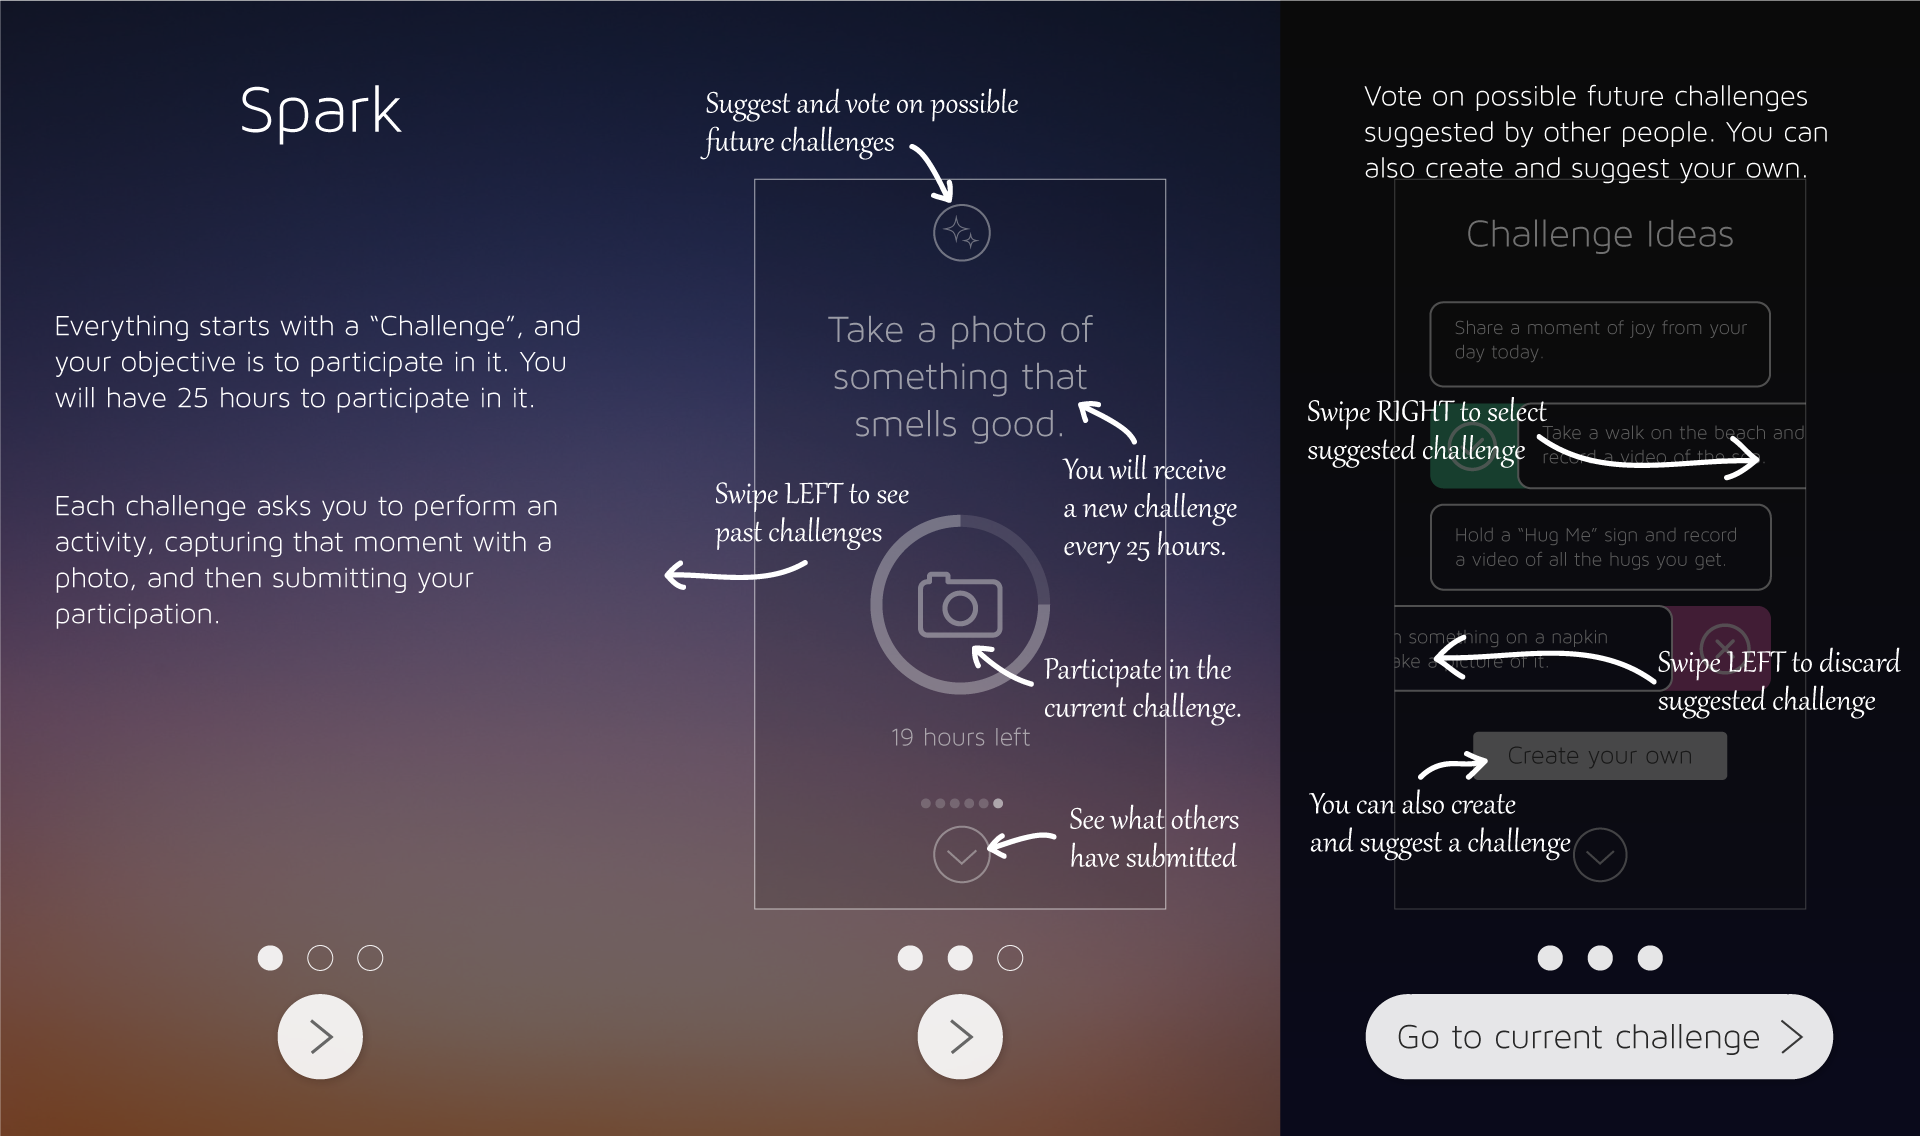 Spark
Everything starts with a “Challenge”, and
your objective is to participate in it. You
will have 25 hours to participate in it.
Each challenge asks you to perform an
activity, capturing that moment with a
photo, and then submitting your
participation.
Suggest and vote on possible
future challenges
Take a photo of
something that
smells good.
You will receive
a new challenge
every 25 hours.
Swipe LEFT to see
past challenges
Participate in the
current challenge.
19 hours left
See what others
have submitted
Vote on possible future challenges
suggested by other people. You can
also create and suggest your own.
Challenge Ideas
Share a moment of joy from your
day today.
Swipe RIGHT to select
suggested challenge
Take a walk on the beach and
record a video of the
Hold a “Hug Me” sign and record
a video of all the hugs you get.
something on a napkin
picture of it.
Swipe LEFT to discard
suggested challenge
Create your own
You can also create
and suggest a challenge
Go to current challenge